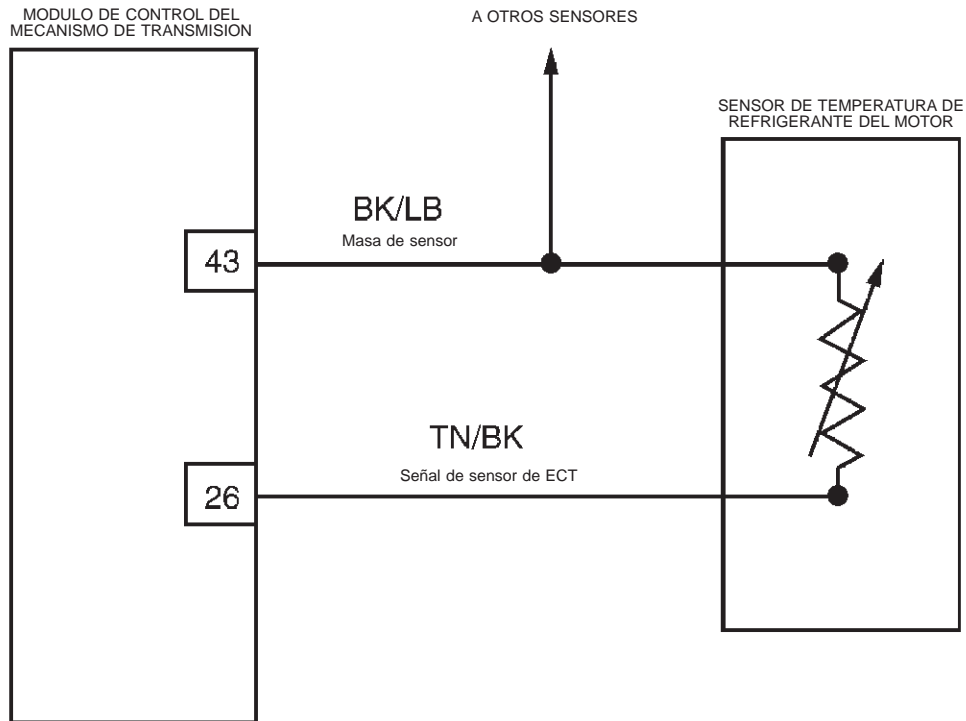 MODULO DE CONTROL DEL
MECANISMO DE TRANSMISION
A OTROS SENSORES
SENSOR DE TEMPERATURA DE
REFRIGERANTE DEL MOTOR
BK/LB
Masa de sensor
43
TN/BK
Señal de sensor de ECT
26